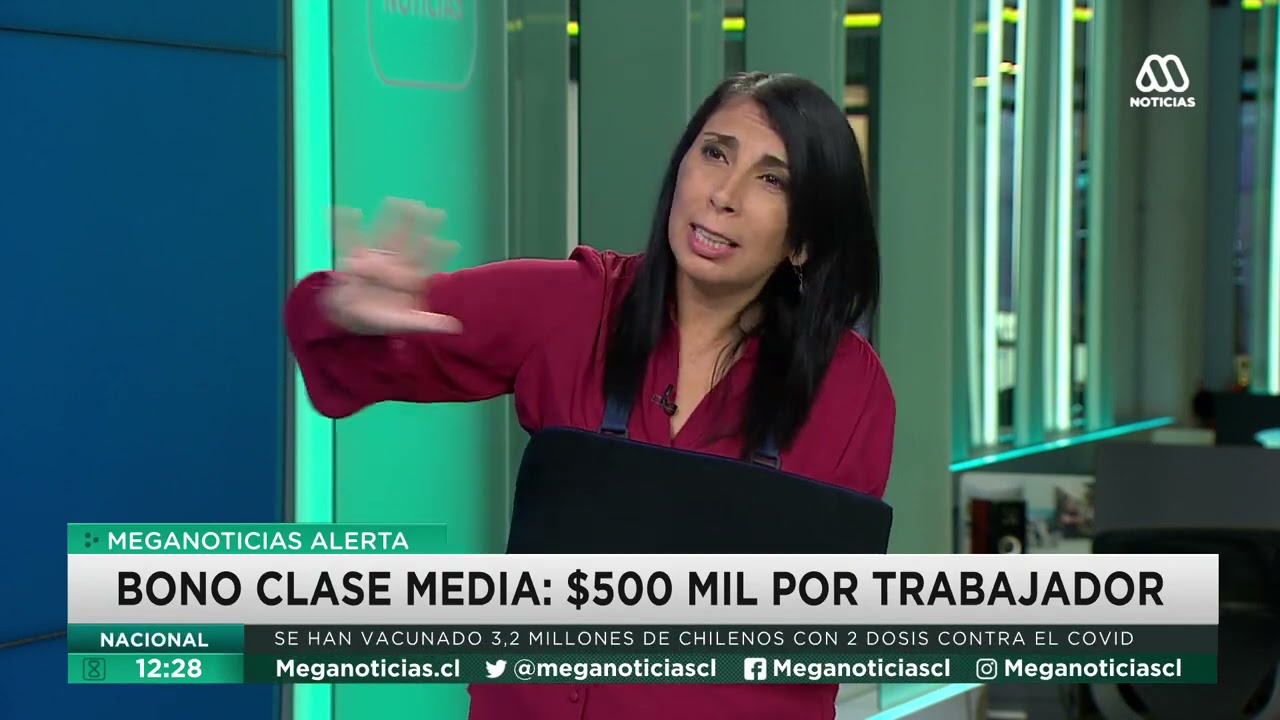 NOTICIAS
NOTICIAS
MEGANOTICIAS ALERTA
BONO CLASE MEDIA: $500 MIL POR TRABAJADOR
NACIONAL
SE HAN VACUNADO 3,2 MILLONES DE CHILENOS CON 2 DOSIS CONTRA EL COVID
12:28
Meganoticias.cl @meganoticiascl Meganoticiascl Meganoticiascl